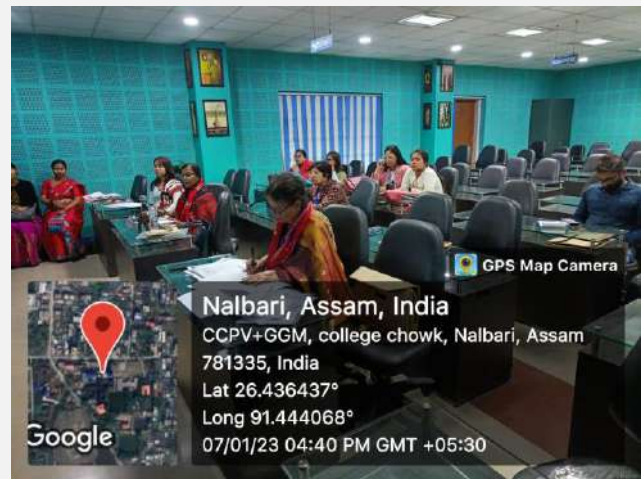 GPS Map Camera
Nalbari, Assam, India
CCPV+GGM, college chowk, Nalbari, Assam
781335, India
Lat 26.436437°
Long 91.444068°
07/01/23 04:40 PM GMT +05:30
Google